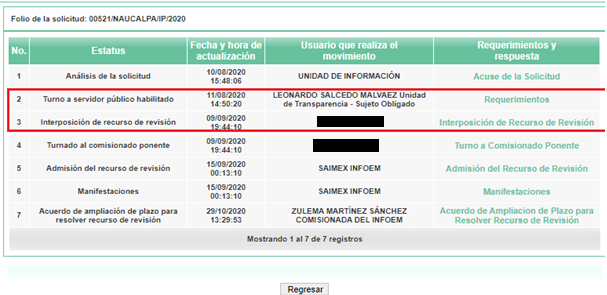 Folio de la solicitud: 00521/NAUCALPA/IP/2020
No. Estatus Fecha y hora de actualización Usuario que realiza el movimiento Requerimientos y respuesta
1 Análisis de la solicitud 10/08/2020 15:48:06 UNIDAD DE INFORMACIÓN Acuse de la Solicitud
2 Turno a servidor público habilitado 11/08/2020 14:50:20 LEONARDO SALCEDO MALVAEZ Unidad de Transparencia - Sujeto Obligado Requerimientos
3 Interposición de recurso de revisión 09/09/2020 19:44:10 Interposición de Recurso de Revisión
4 Turnado al comisionado ponente 09/09/2020 19:44:10 Turno a Comisionado Ponente
5 Admisión del recurso de revisión 15/09/2020 00:13:10 SAIMEX INFOEM Admisión del Recurso de Revisión
6 Manifestaciones 15/09/2020 00:13:10 SAIMEX INFOEM Manifestaciones
7 Acuerdo de ampliación de plazo para resolver recurso de revisión 29/10/2020 13:29:53 ZULEMA MARTÍNEZ SÁNCHEZ COMISIONADA DEL INFOEM Acuerdo de Ampliacion de Plazo para Resolver Recurso de Revisión
Mostrando 1 al 7 de 7 registros
Regresar